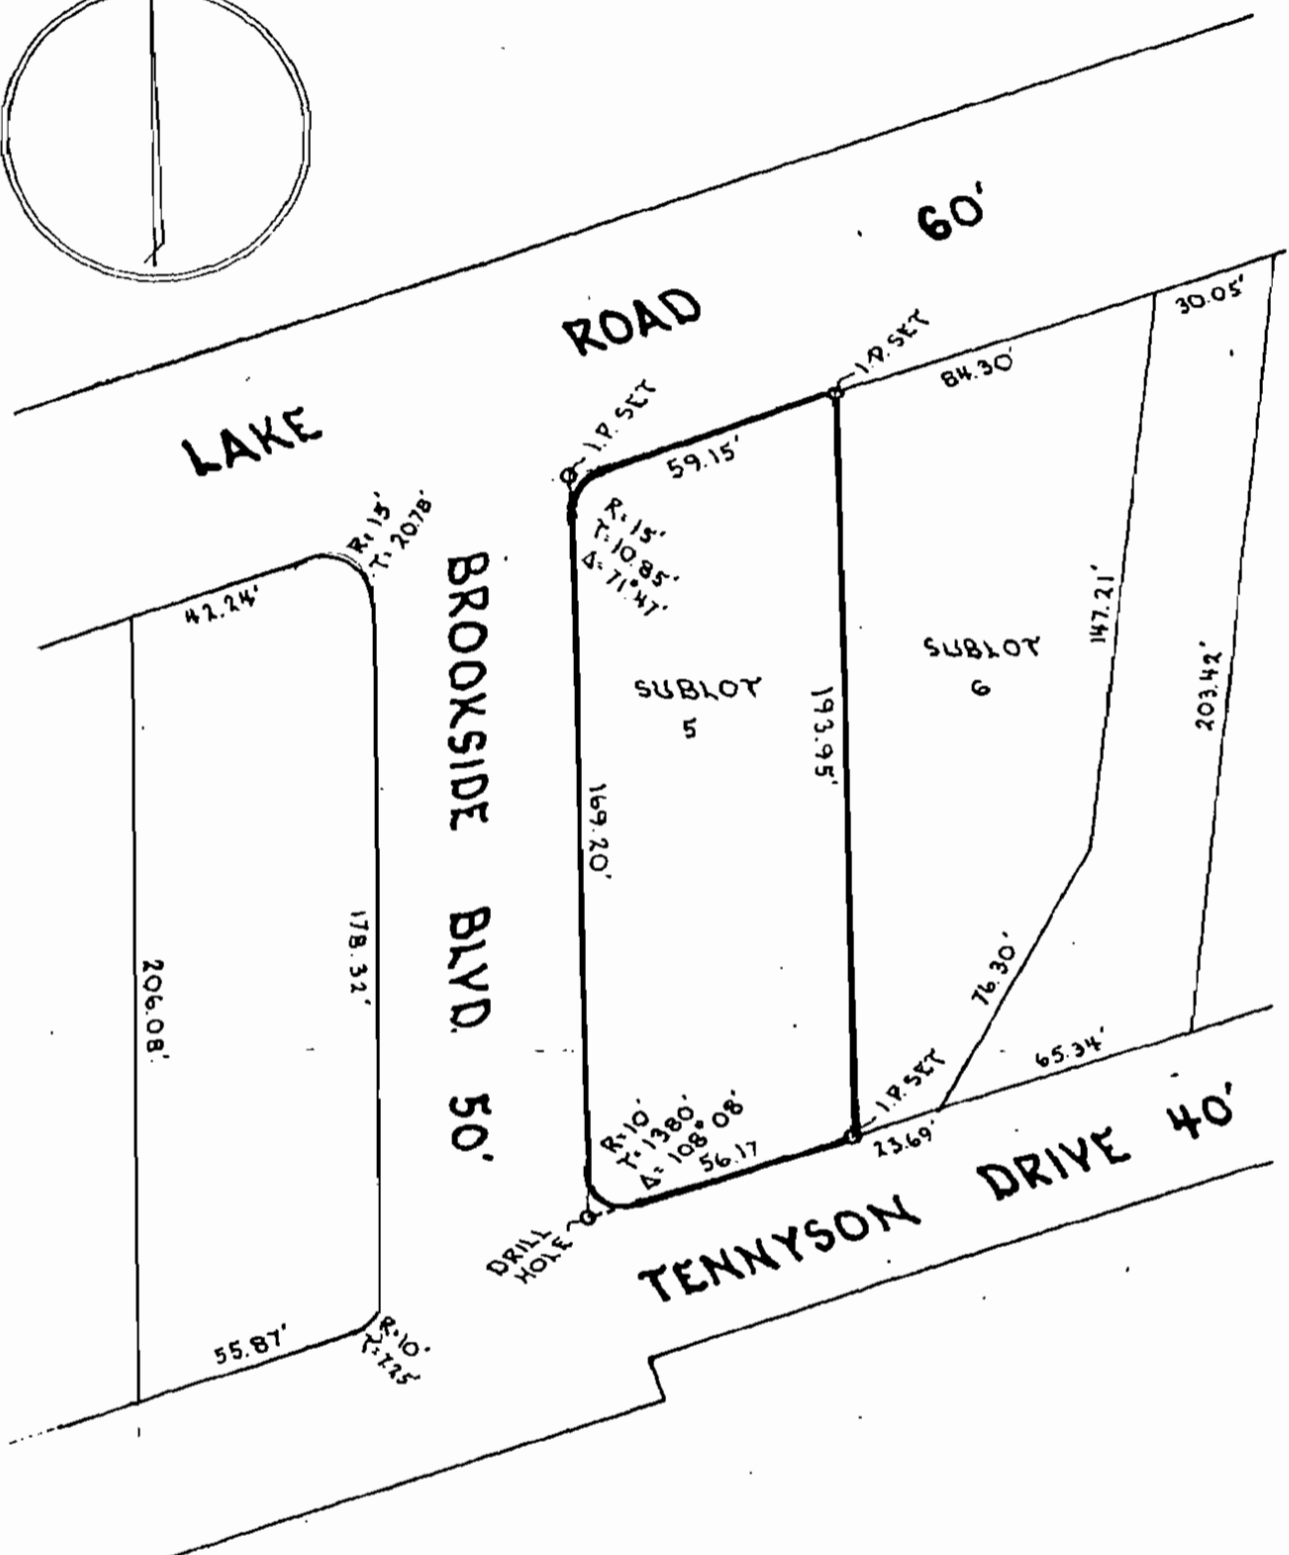 60'
ROAD
LAKE
I.P. SET
I.P. SET
30.05'
84.30'
59.15'
R: 15'
T: 20.78'
42.24'
R: 15'
T: 10.85'
Δ= 71°47'
BROOKSIDE BLVD. 50'
SUBLOT
5
SUBLOT
6
147.21'
203.42'
193.95'
169.20'
178.32'
206.08'
76.30'
65.34'
I.P. SET
23.69'
R: 10'
T: 13.80'
Δ= 108°08'
56.17
DRILL
HOLE
TENNYSON DRIVE 40'
55.87'
R: 10'
T: 7.25'